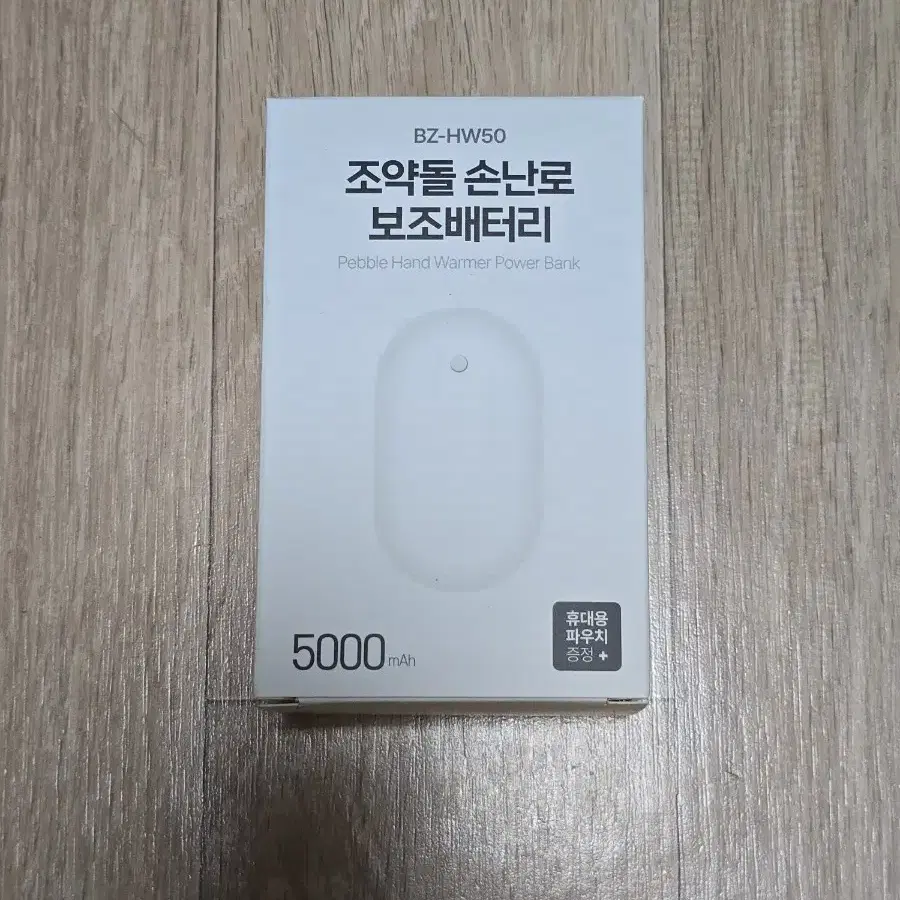 BZ-HW50
조약돌 손난로
보조배터리
Pebble Hand Warmer Power Bank
5000mAh
휴대용
파우치
증정 +